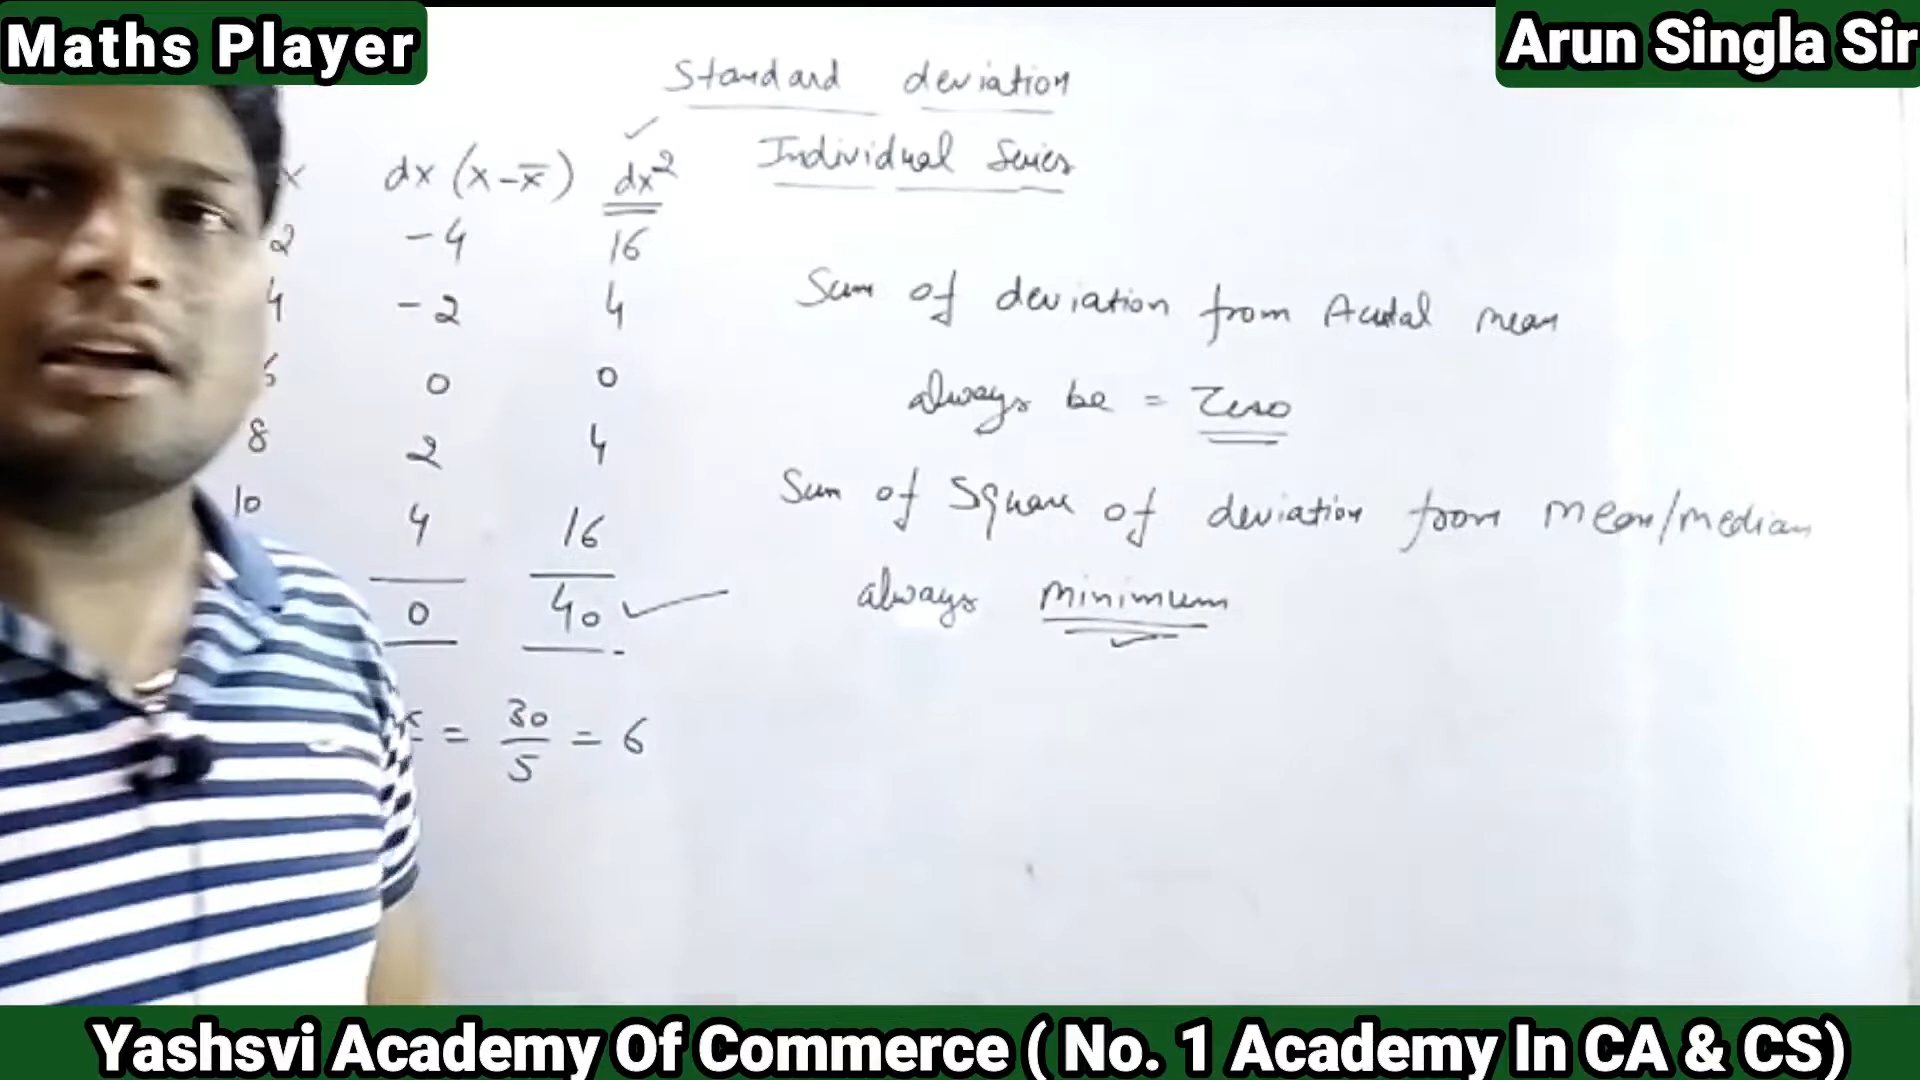 Maths Player
Arun Singla Sir
Standard deviation
Individual Series
x dx (x-x̄) dx²
2 -4 16
4 -2 4
6 0 0
8 2 4
10 4 16
0 40
= 30/5 = 6
Sum of deviation from Acutal mean
always be = Zero
Sum of Square of deviation from mean/median
always minimum
Yashsvi Academy Of Commerce ( No. 1 Academy In CA & CS)